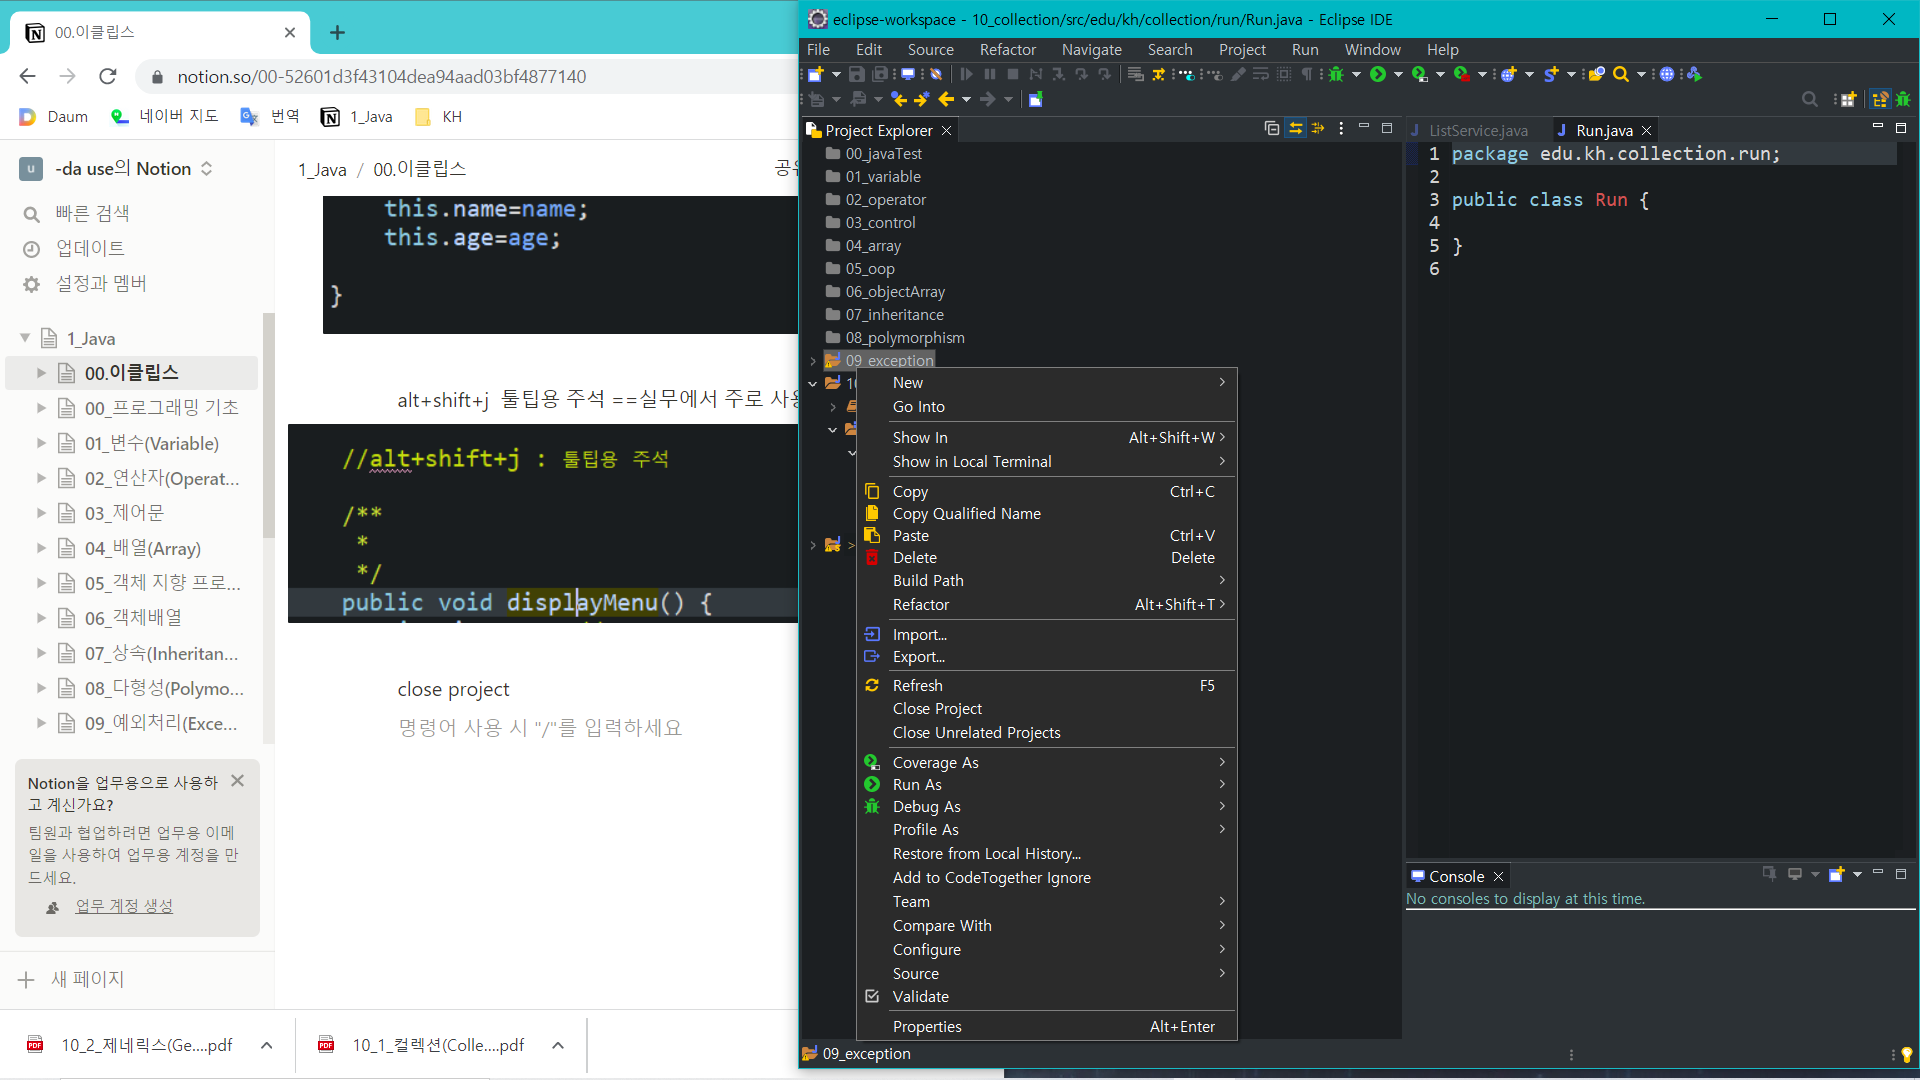 00.이클립스
notion.so/00-52601d3f43104dea94aad03bf4877140
Daum
네이버 지도
번역
1_Java
KH
u
-da use의 Notion
빠른 검색
업데이트
설정과 멤버
1_Java
00.이클립스
00_프로그래밍 기초
01_변수(Variable)
02_연산자(Operat...
03_제어문
04_배열(Array)
05_객체 지향 프로...
06_객체배열
07_상속(Inheritan...
08_다형성(Polymo...
09_예외처리(Exce...
Notion을 업무용으로 사용하
고 계신가요?
팀원과 협업하려면 업무용 이메
일을 사용하여 업무용 계정을 만
드세요.
업무 계정 생성
새 페이지
1_Java / 00.이클립스
this.name=name;
this.age=age;
}
alt+shift+j 툴팁용 주석 ==실무에서 주로
//alt+shift+j : 툴팁용 주석
/**
*
*/
public void displayMenu() {
close project
명령어 사용 시 "/"를 입력하세요
10_2_제네릭스(Ge....pdf
10_1_컬렉션(Colle....pdf
eclipse-workspace - 10_collection/src/edu/kh/collection/run/Run.java - Eclipse IDE
File Edit Source Refactor Navigate Search Project Run Window Help
Project Explorer
00_javaTest
01_variable
02_operator
03_control
04_array
05_oop
06_objectArray
07_inheritance
08_polymorphism
09_exception
New
Go Into
Show In Alt+Shift+W
Show in Local Terminal
Copy Ctrl+C
Copy Qualified Name
Paste Ctrl+V
Delete Delete
Build Path
Refactor Alt+Shift+T
Import...
Export...
Refresh F5
Close Project
Close Unrelated Projects
Coverage As
Run As
Debug As
Profile As
Restore from Local History...
Add to CodeTogether Ignore
Team
Compare With
Configure
Source
Validate
Properties Alt+Enter
ListService.java
Run.java
1 package edu.kh.collection.run;
2
3 public class Run {
4
5 }
6
Console
No consoles to display at this time.
09_exception